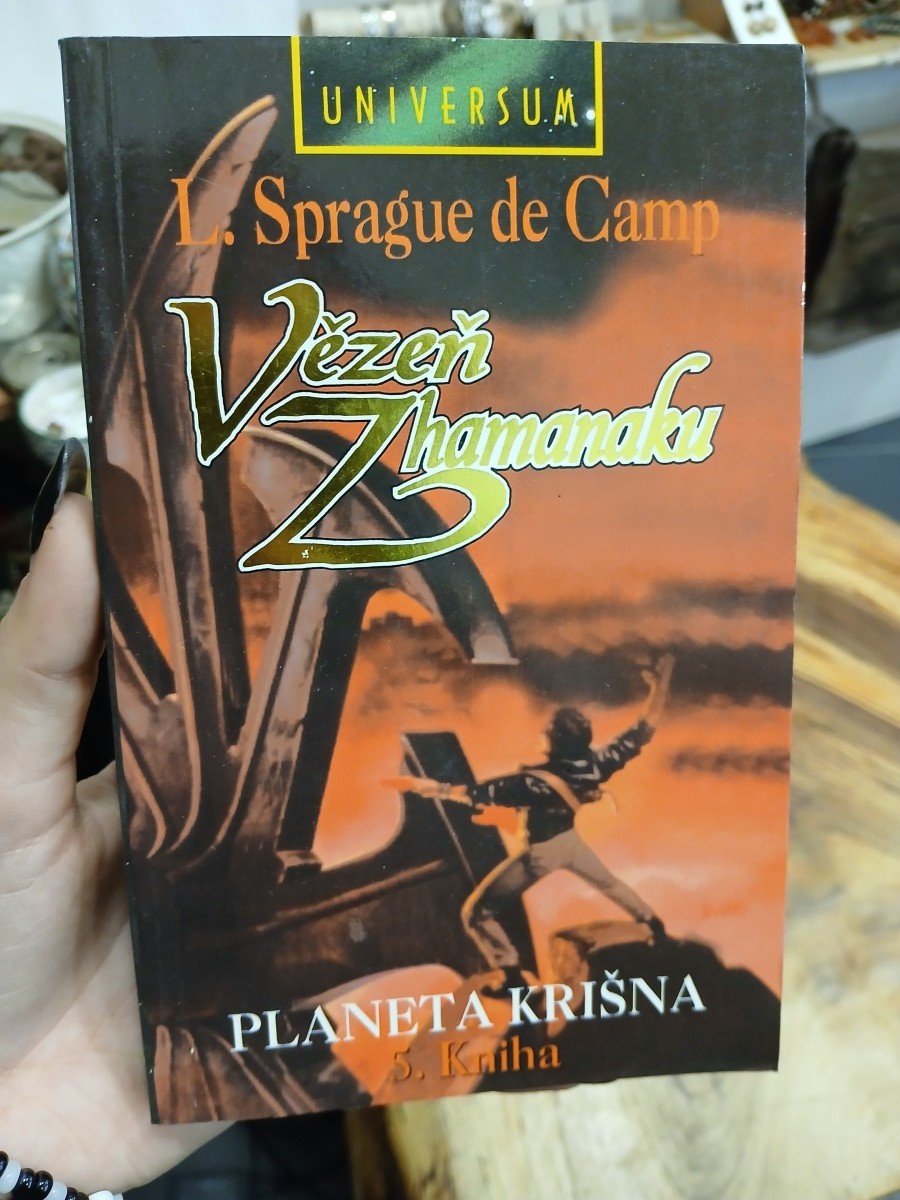 UNIVERSUM
L. Sprague de Camp
Vězeň
Zhamanaku
PLANETA KRIŠNA
5. Kniha